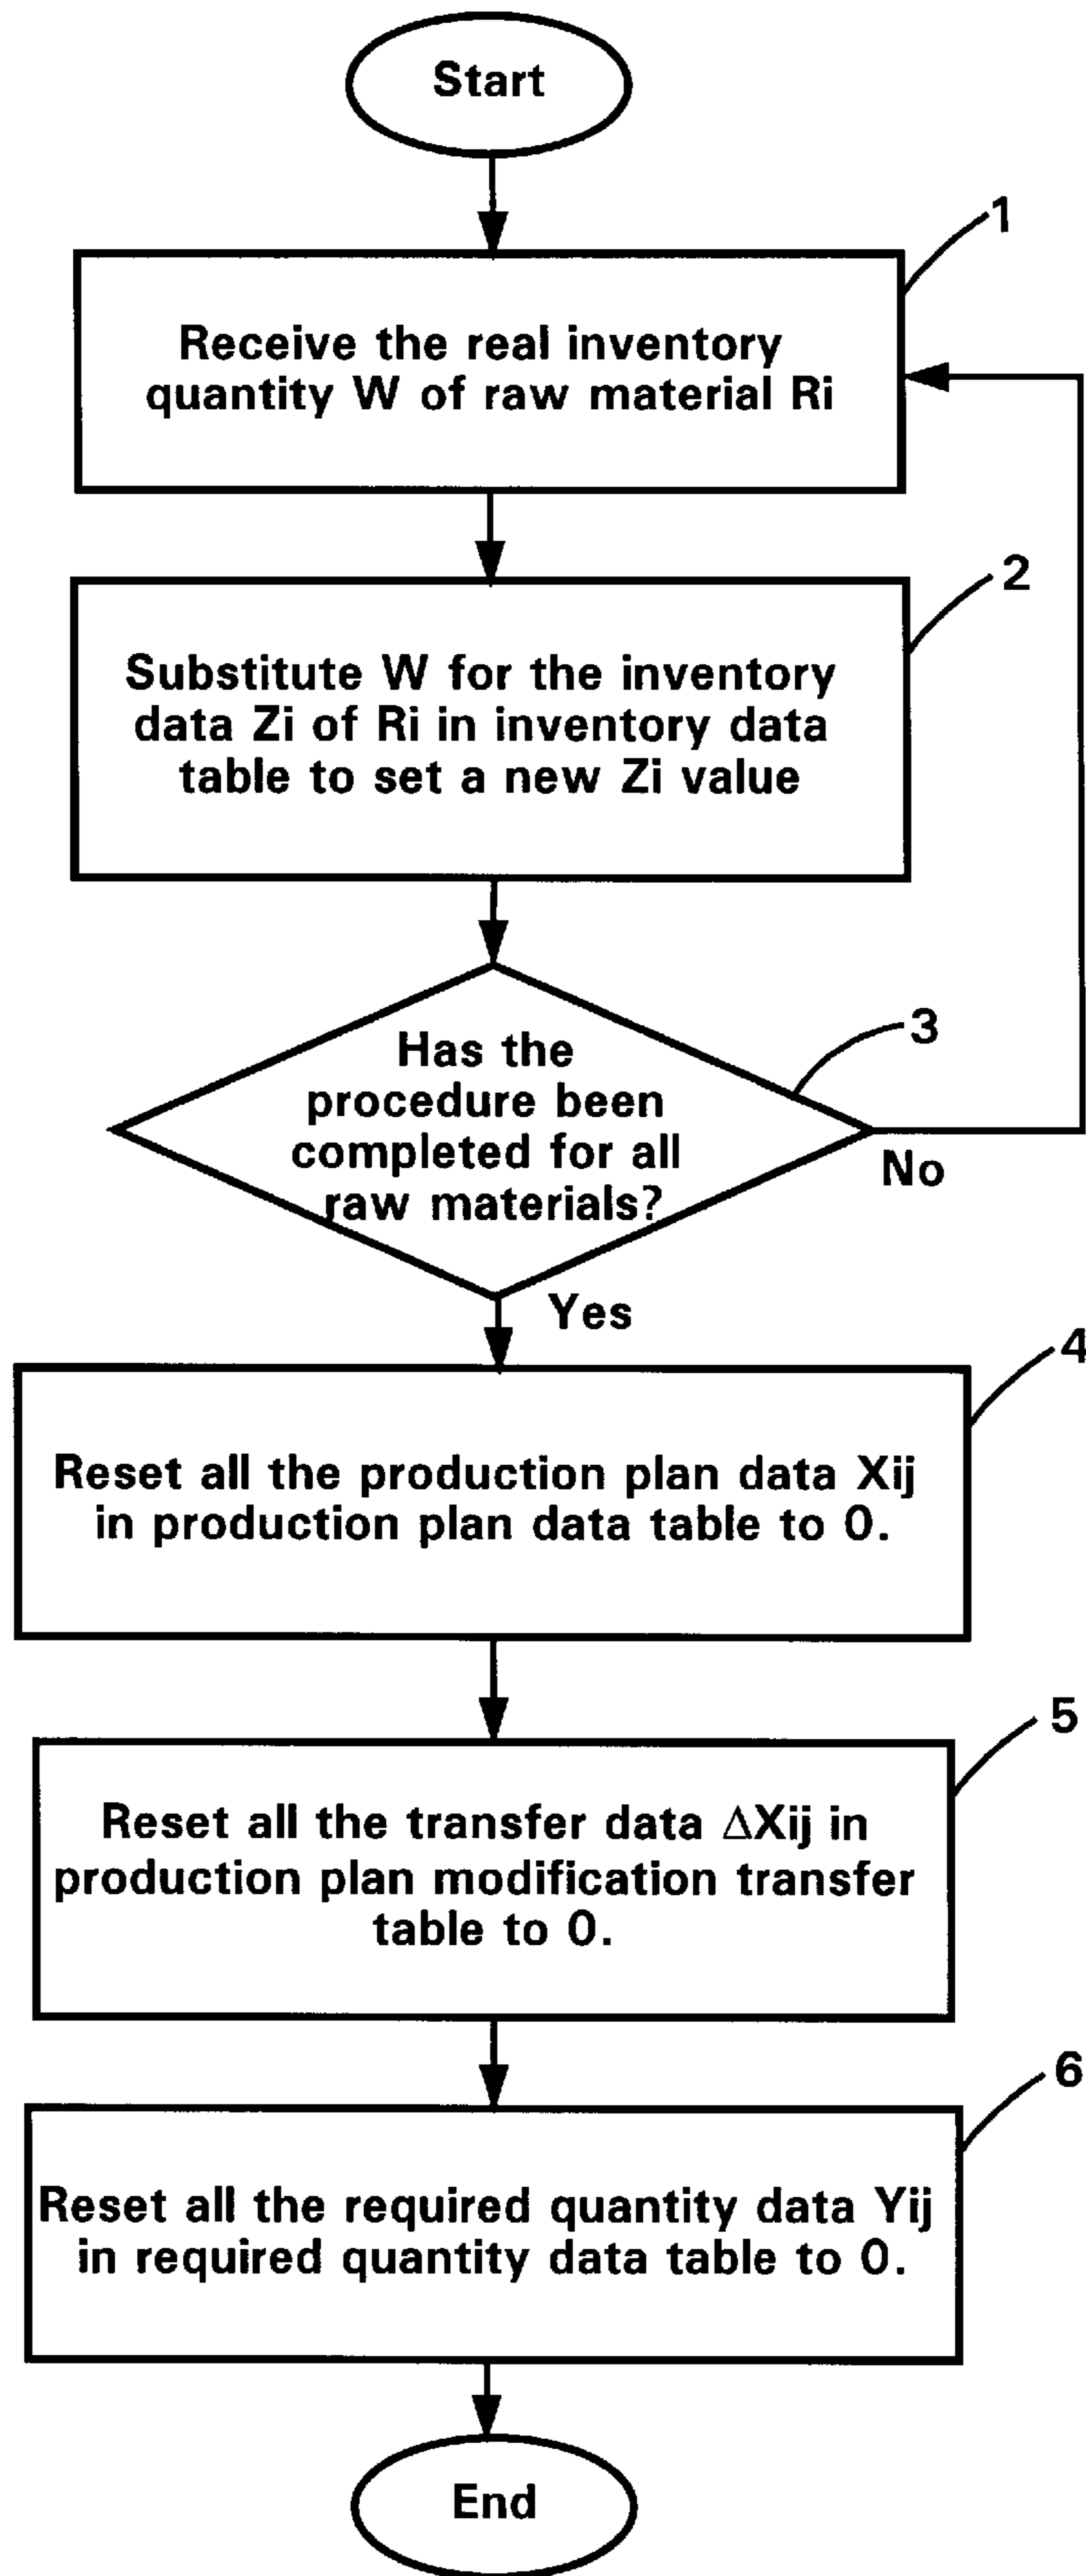 Start
1
Receive the real inventory
quantity W of raw material Ri
2
Substitute W for the inventory
data Zi of Ri in inventory data
table to set a new Zi value
3
Has the
procedure been
completed for all
raw materials?
No
Yes
4
Reset all the production plan data Xij
in production plan data table to 0.
5
Reset all the transfer data ΔXij in
production plan modification transfer
table to 0.
6
Reset all the required quantity data Yij
in required quantity data table to 0.
End